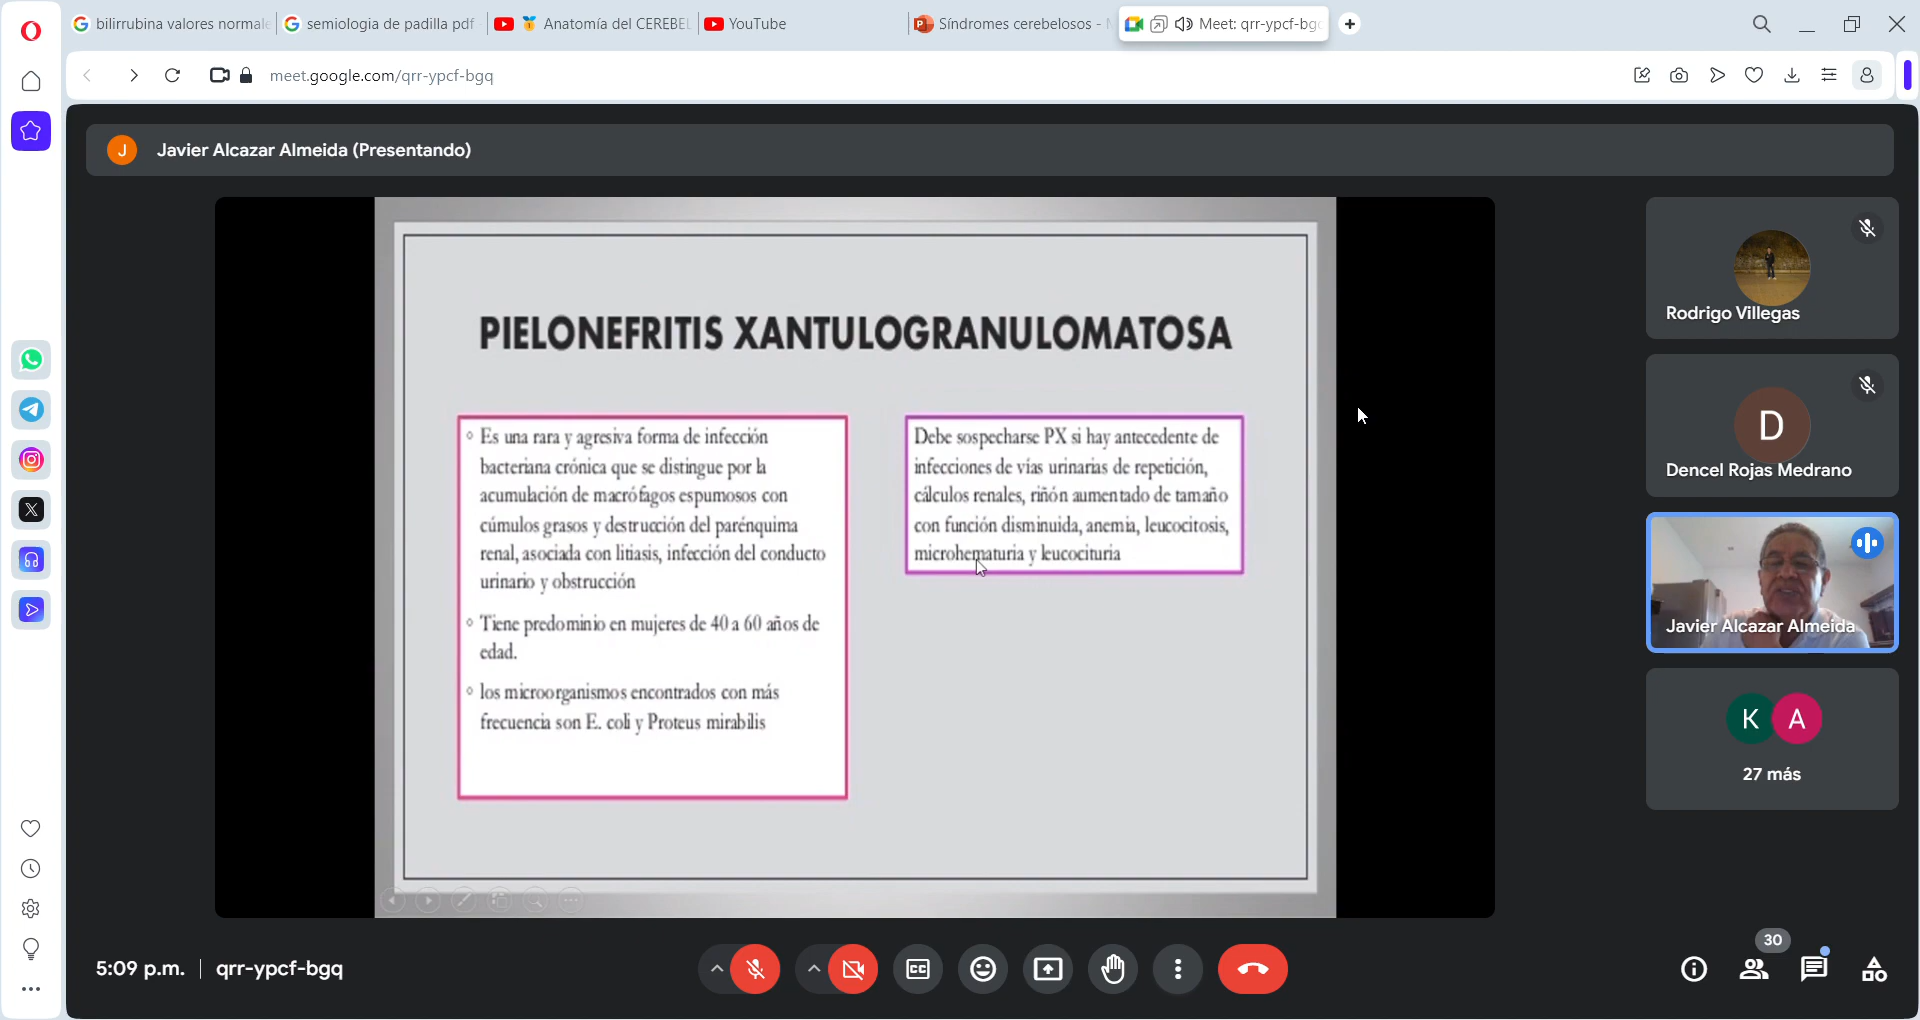 bilirrubina valores normale
semiologia de padilla pdf
Anatomía del CEREBEL
YouTube
Síndromes cerebelosos -
Meet: qrr-ypcf-bgq
meet.google.com/qrr-ypcf-bgq
J
Javier Alcazar Almeida (Presentando)
PIELONEFRITIS XANTULOGRANULOMATOSA
Es una rara y agresiva forma de infección
bacteriana crónica que se distingue por la
acumulación de macrófagos espumosos con
cúmulos grasos y destrucción del parénquima
renal, asociada con litiasis, infección del conducto
urinario y obstrucción
Tiene predominio en mujeres de 40 a 60 años de
edad.
los microorganismos encontrados con más
frecuencia son E. coli y Proteus mirabilis
Debe sospecharse PX si hay antecedente de
infecciones de vías urinarias de repetición,
cálculos renales, riñón aumentado de tamaño
con función disminuida, anemia, leucocitosis,
microhematuria y leucocituria
Rodrigo Villegas
D
Dencel Rojas Medrano
Javier Alcazar Almeida
K A
27 más
5:09 p.m. | qrr-ypcf-bgq
30